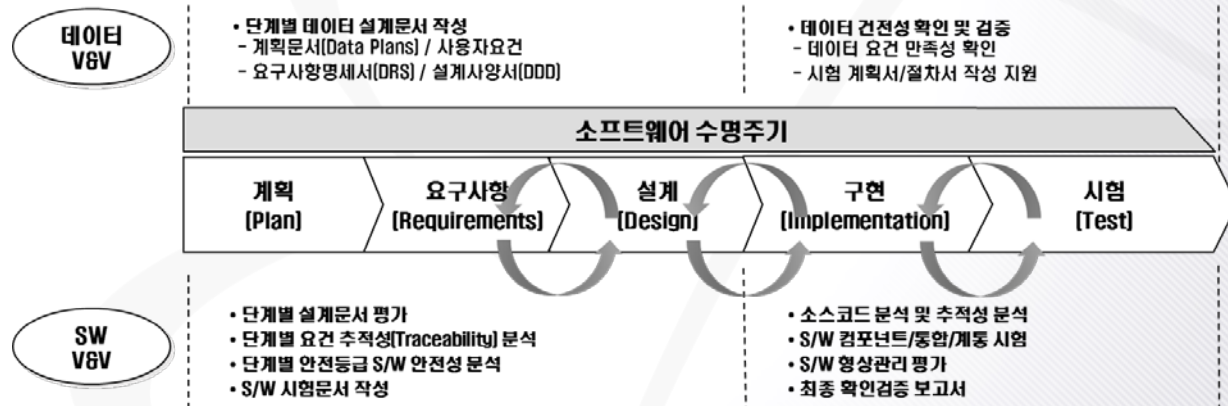 데이터
V&V
• 단계별 데이터 설계문서 작성
- 계획문서(Data Plans) / 사용자요건
- 요구사항명세서(DRS) / 설계사양서(DDD)
• 데이터 건전성 확인 및 검증
- 데이터 요건 만족성 확인
- 시험 계획서/절차서 작성 지원
소프트웨어 수명주기
계획
(Plan)
요구사항
(Requirements)
설계
(Design)
구현
(Implementation)
시험
(Test)
SW
V&V
• 단계별 설계문서 평가
• 단계별 요건 추적성(Traceability) 분석
• 단계별 안전등급 S/W 안전성 분석
• S/W 시험문서 작성
• 소스코드 분석 및 추적성 분석
• S/W 컴포넌트/통합/계통 시험
• S/W 형상관리 평가
• 최종 확인검증 보고서